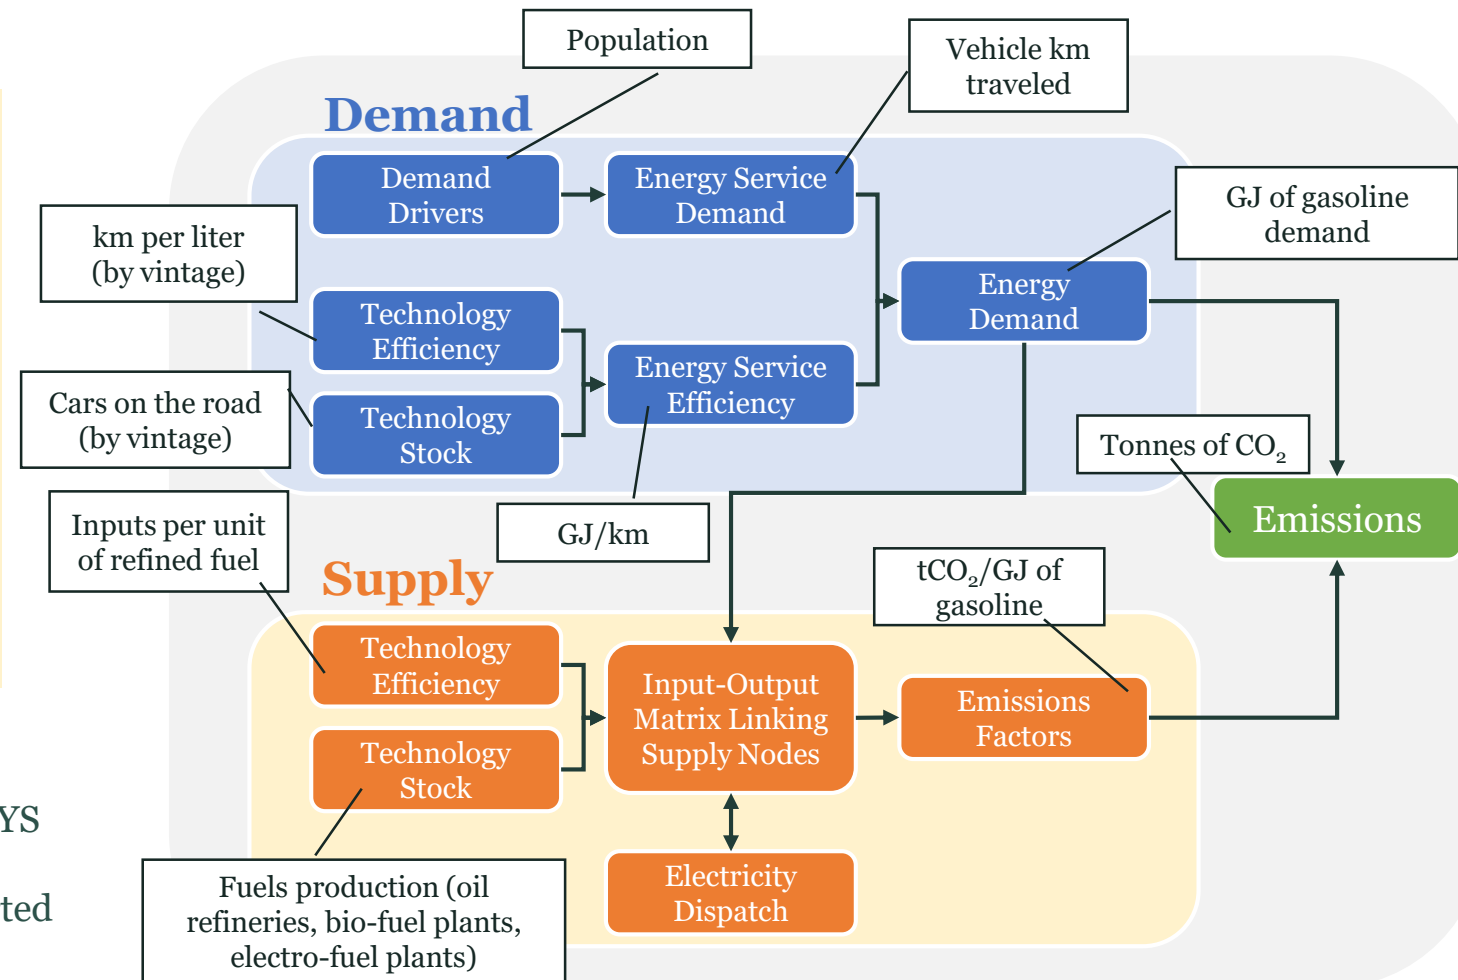 Population
Vehicle km
traveled
Demand
Demand
Drivers
Energy Service
Demand
GJ of gasoline
demand
km per liter
(by vintage)
Technology
Efficiency
Energy
Demand
Cars on the road
(by vintage)
Technology
Stock
Energy Service
Efficiency
Tonnes of CO₂
Emissions
Inputs per unit
of refined fuel
GJ/km
Supply
tCO₂/GJ of
gasoline
Technology
Efficiency
Input-Output
Matrix Linking
Supply Nodes
Emissions
Factors
Technology
Stock
YS
ted
Fuels production (oil
refineries, bio-fuel plants,
electro-fuel plants)
Electricity
Dispatch